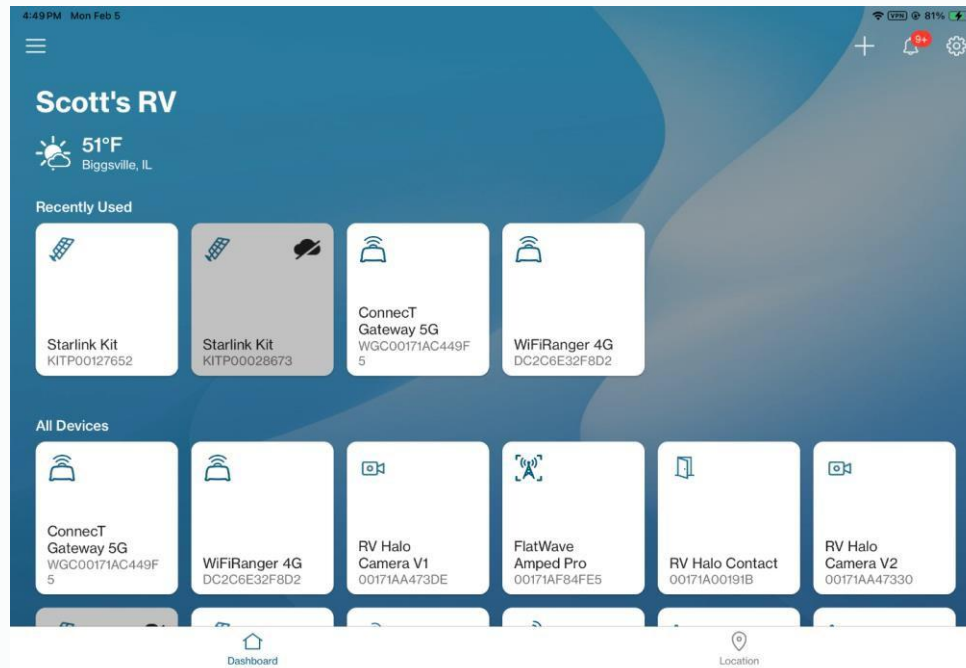 4:49 PM Mon Feb 5
VPN 81%
9+
Scott's RV
51°F
Biggsville, IL
Recently Used
Starlink Kit
KITP00127652
Starlink Kit
KITP00028673
ConnecT
Gateway 5G
WGC00171AC449F
5
WiFiRanger 4G
DC2C6E32F8D2
All Devices
ConnecT
Gateway 5G
WGC00171AC449F
5
WiFiRanger 4G
DC2C6E32F8D2
RV Halo
Camera V1
00171AA473DE
FlatWave
Amped Pro
00171AF84FE5
RV Halo Contact
00171A00191B
RV Halo
Camera V2
00171AA47330
Dashboard
Location